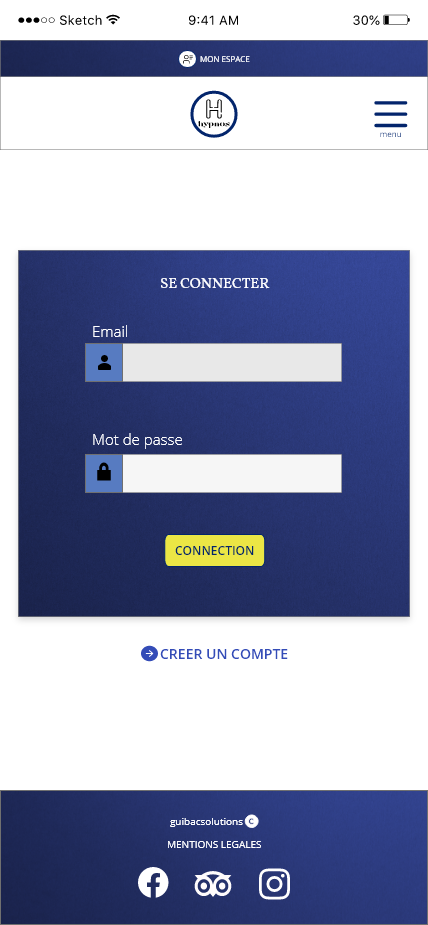 Sketch 9:41 AM 30%
MON ESPACE
H
hypnos
menu
SE CONNECTER
Email
Mot de passe
CONNECTION
CREER UN COMPTE
guibacsolutions C
MENTIONS LEGALES